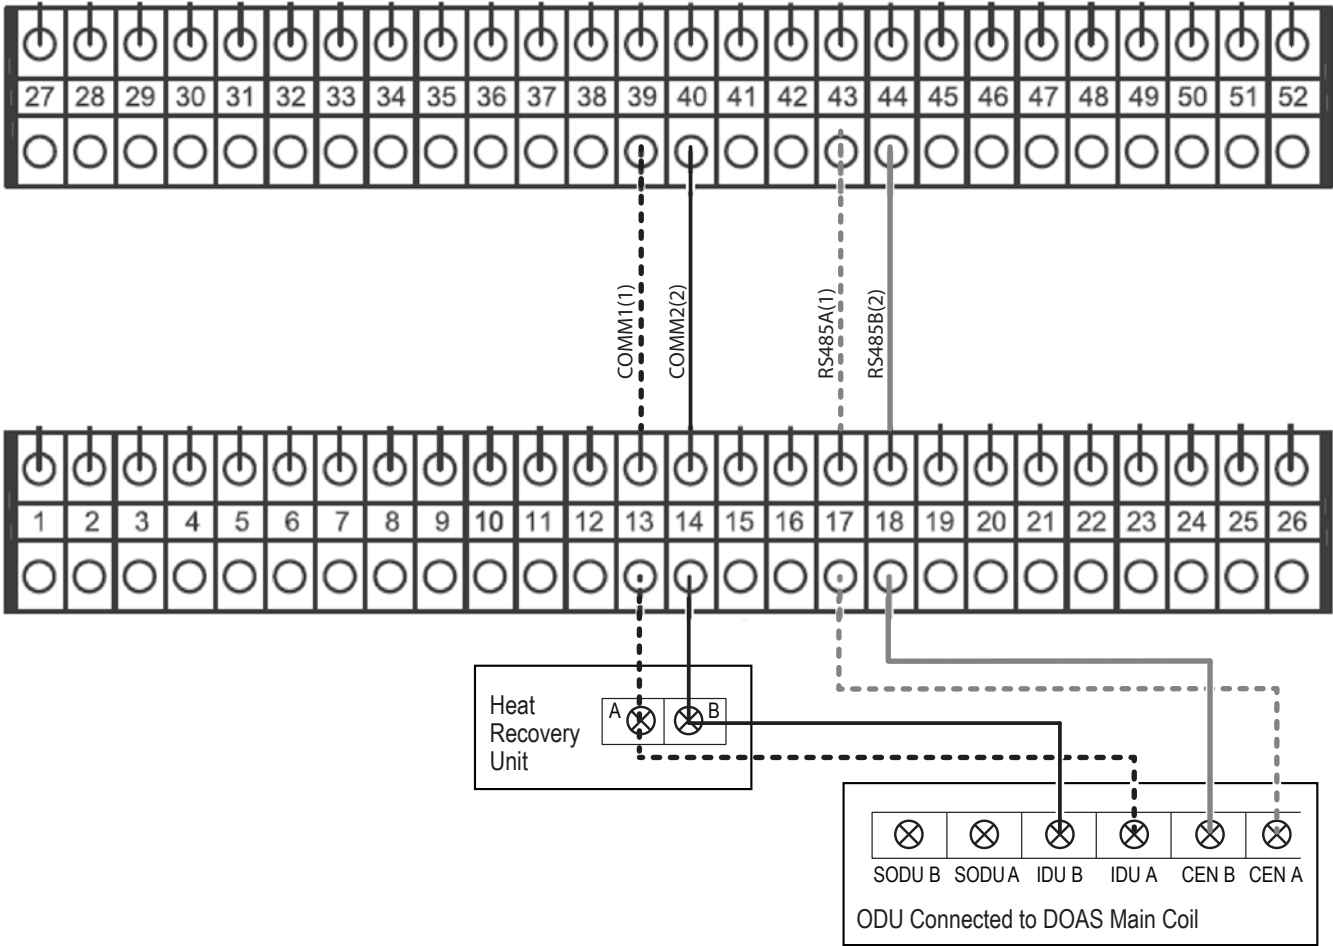 27 28 29 30 31 32 33 34 35 36 37 38 39 40 41 42 43 44 45 46 47 48 49 50 51 52
COMM1(1)
COMM2(2)
RS485A(1)
RS485B(2)
1 2 3 4 5 6 7 8 9 10 11 12 13 14 15 16 17 18 19 20 21 22 23 24 25 26
Heat
Recovery
Unit
A B
SODU B SODU A IDU B IDU A CEN B CEN A
ODU Connected to DOAS Main Coil